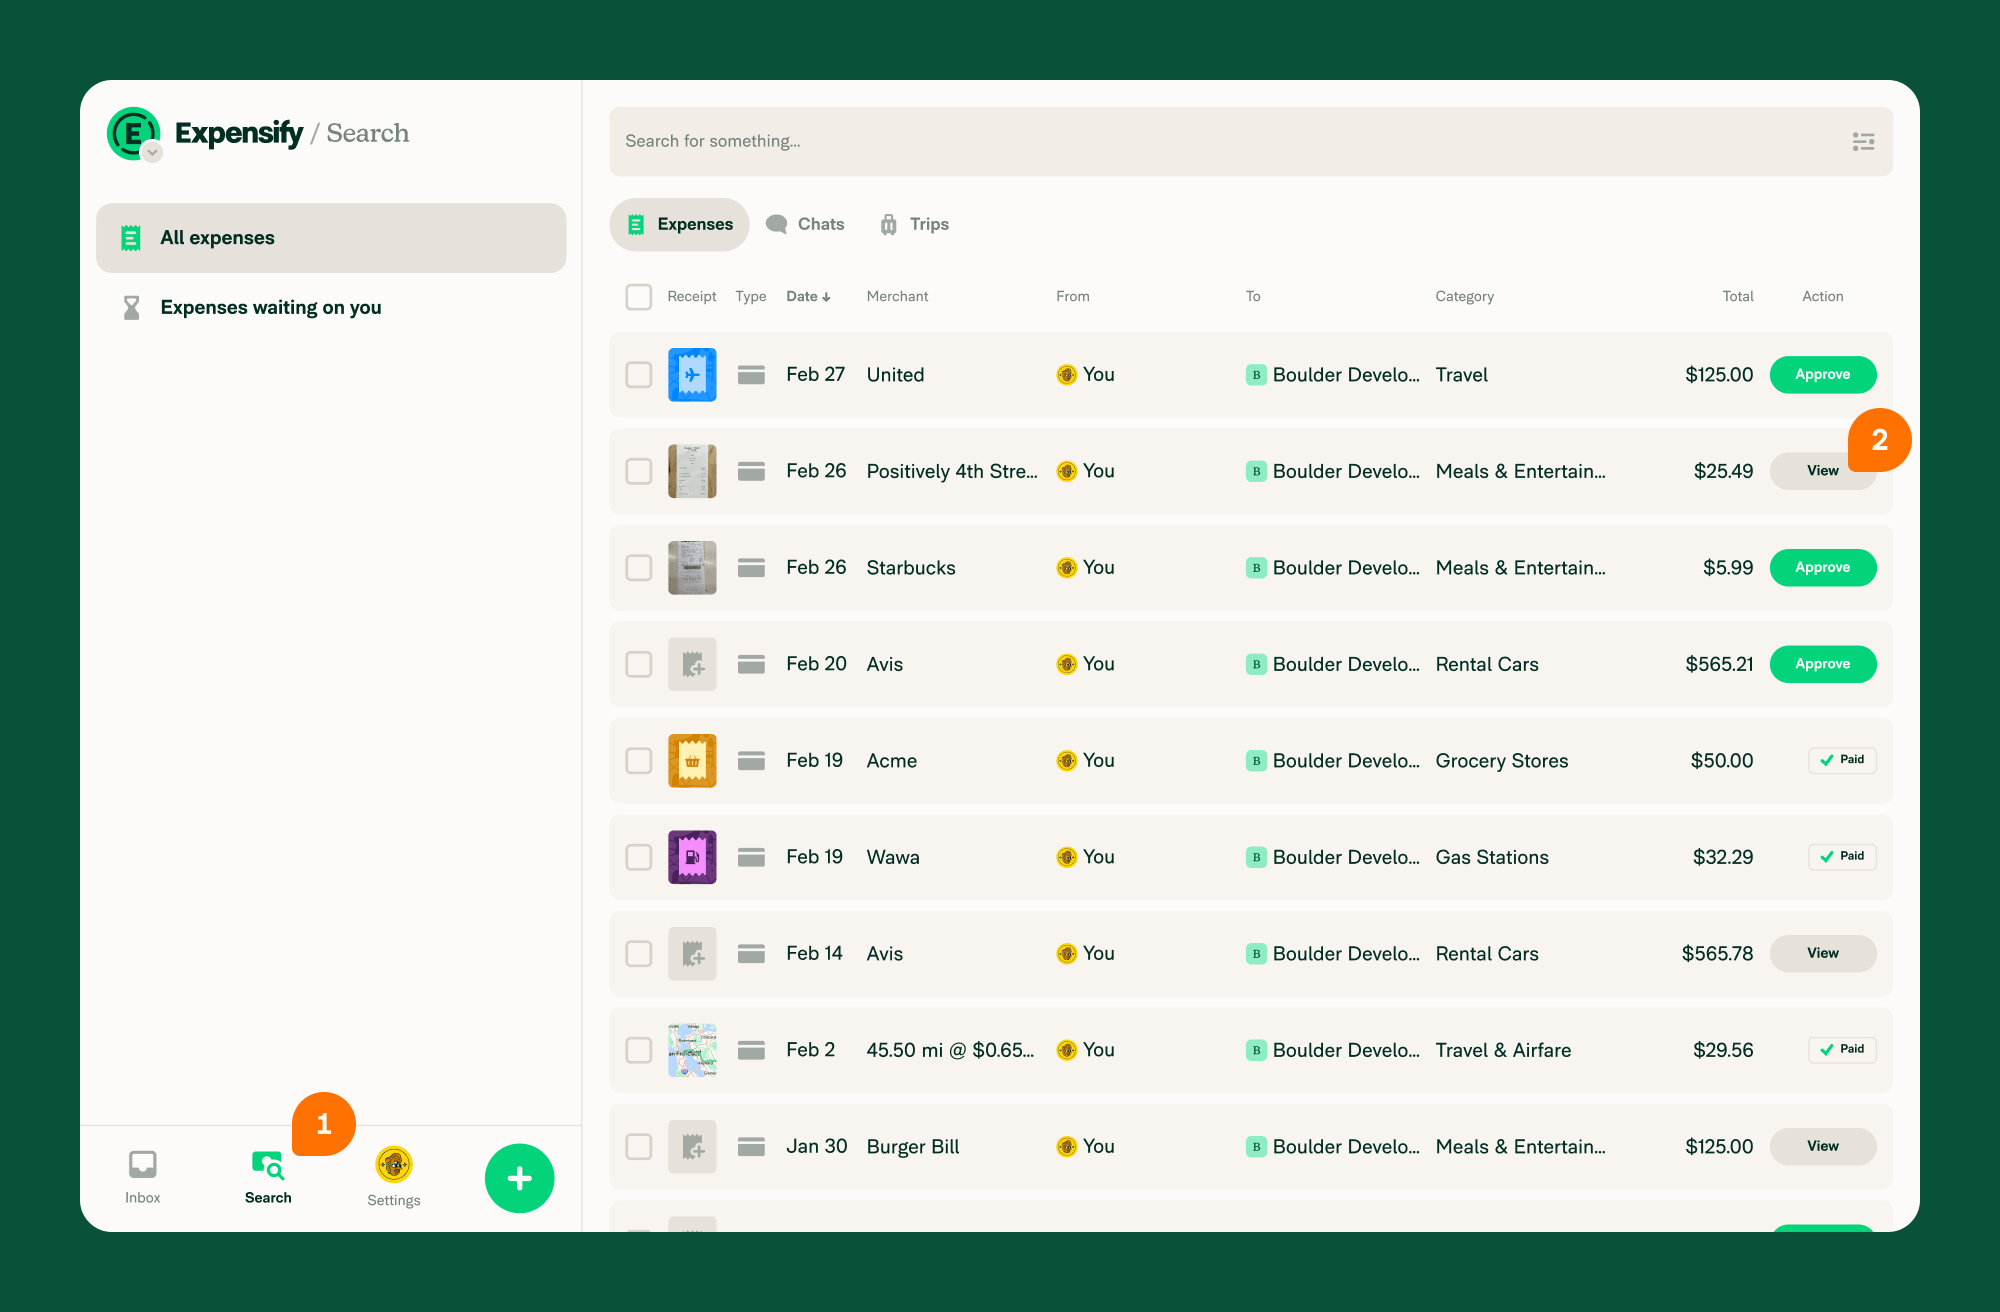 Expensify / Search
Search for something...
All expenses
Expenses waiting on you
Expenses
Chats
Trips
Receipt Type Date Merchant From To Category Total Action
Feb 27 United You B Boulder Develo... Travel $125.00 Approve
2
Feb 26 Positively 4th Stre... You B Boulder Develo... Meals & Entertain... $25.49 View
Feb 26 Starbucks You B Boulder Develo... Meals & Entertain... $5.99 Approve
Feb 20 Avis You B Boulder Develo... Rental Cars $565.21 Approve
Feb 19 Acme You B Boulder Develo... Grocery Stores $50.00 Paid
Feb 19 Wawa You B Boulder Develo... Gas Stations $32.29 Paid
Feb 14 Avis You B Boulder Develo... Rental Cars $565.78 View
Feb 2 45.50 mi @ $0.65... You B Boulder Develo... Travel & Airfare $29.56 Paid
Jan 30 Burger Bill You B Boulder Develo... Meals & Entertain... $125.00 View
1
Inbox
Search
Settings